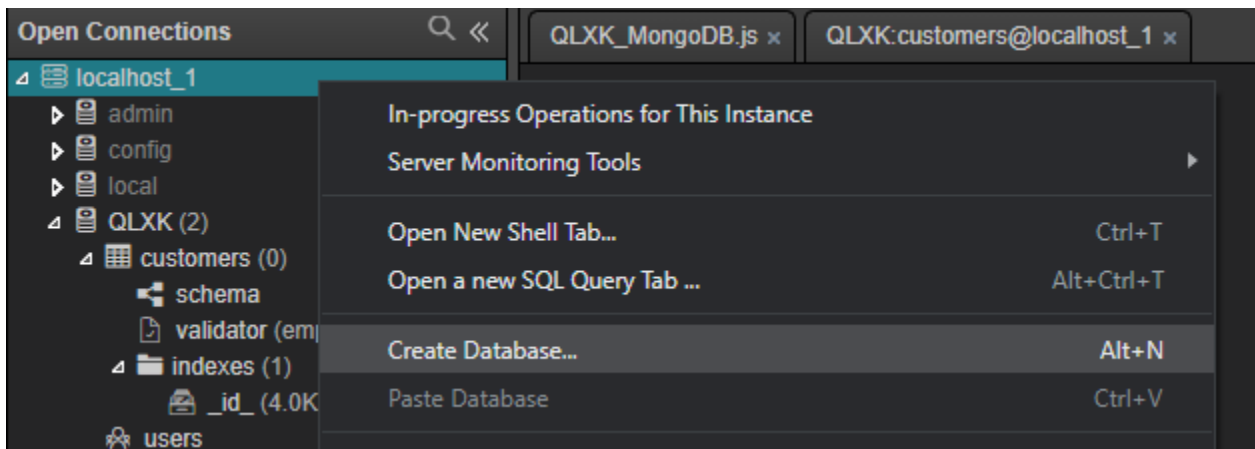 Open Connections
QLXK_MongoDB.js ×
QLXK:customers@localhost_1 ×
localhost_1
admin
config
local
QLXK (2)
customers (0)
schema
validator
indexes (1)
_id_ (4.0K
users
In-progress Operations for This Instance
Server Monitoring Tools
Open New Shell Tab... Ctrl+T
Open a new SQL Query Tab ... Alt+Ctrl+T
Create Database... Alt+N
Paste Database Ctrl+V